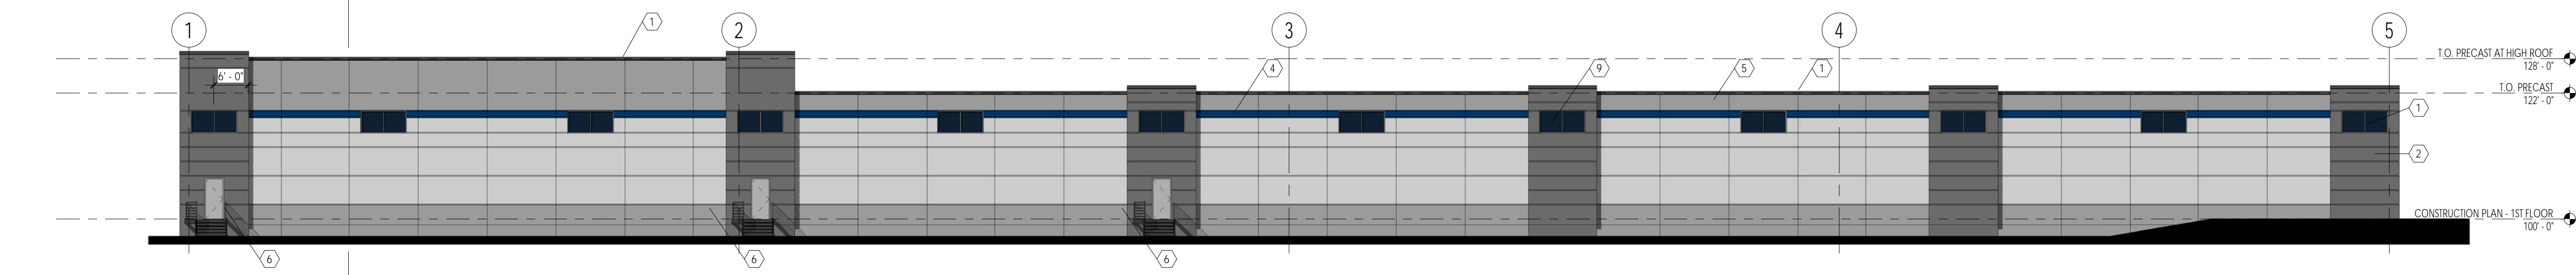 1
2
3
4
5
1
6' - 0"
4
9
5
1
T.O. PRECAST AT HIGH ROOF
128' - 0"
T.O. PRECAST
122' - 0"
1
2
CONSTRUCTION PLAN - 1ST FLOOR
100' - 0"
6
6
6